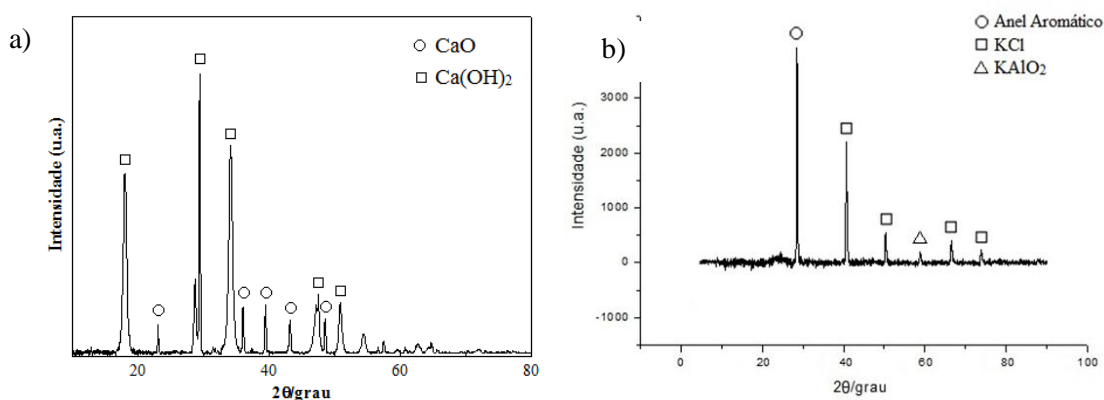 a)
CaO
Ca(OH)₂
Intensidade (u.a.)
20
40
60
80
2θ/grau
b)
Anel Aromático
KCl
KAlO₂
Intensidade (u.a.)
3000
2000
1000
0
-1000
0
20
40
60
80
100
2θ/grau